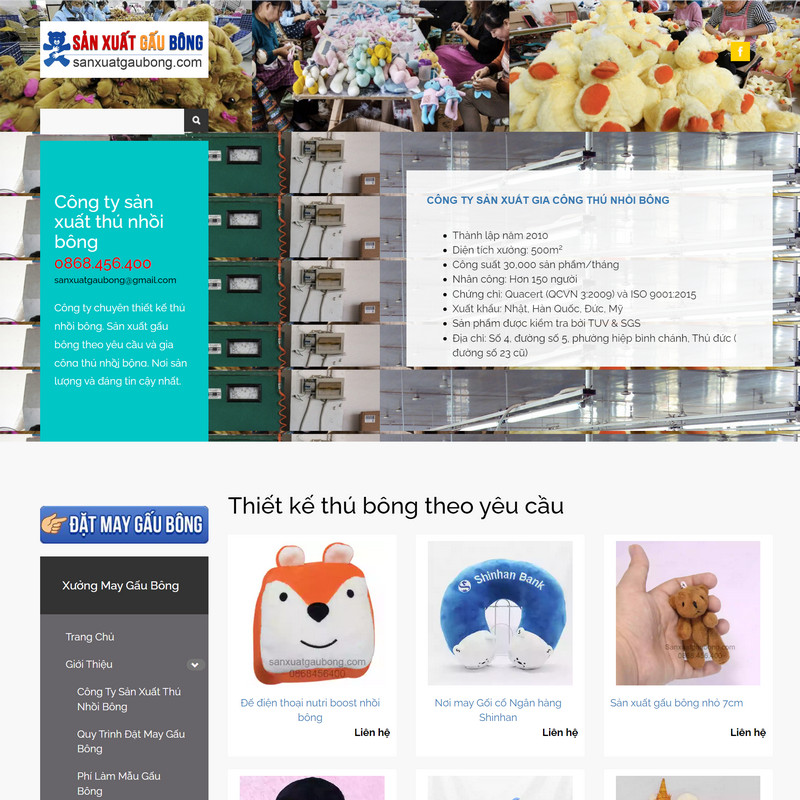 SẢN XUẤT GẤU BÔNG
sanxuatgaubong.com
f
Công ty sản
xuất thú nhồi
bông
0868.456.400
sanxuatgaubong@gmail.com
Công ty chuyên thiết kế thú
nhồi bông. Sản xuất gấu
bông theo yêu cầu và gia
công thú nhồi bông. Nơi sản
lượng và đáng tin cậy nhất.
CÔNG TY SẢN XUẤT GIA CÔNG THÚ NHỒI BÔNG
Thành lập năm 2010
Diện tích xưởng: 500m²
Công suất 30,000 sản phẩm/tháng
Nhân công: Hơn 150 người
Chứng chỉ: Quacert (QCVN 3:2009) và ISO 9001:2015
Xuất khẩu: Nhật, Hàn Quốc, Đức, Mỹ
Sản phẩm được kiểm tra bởi TUV & SGS
Địa chỉ: Số 4, đường số 5, phường hiệp bình chánh, Thủ đức (
đường số 23 cũ)
ĐẶT MAY GẤU BÔNG
Xưởng May Gấu Bông
Trang Chủ
Giới Thiệu
Công Ty Sản Xuất Thú
Nhồi Bông
Quy Trình Đặt May Gấu
Bông
Phí Làm Mẫu Gấu
Bông
Thiết kế thú bông theo yêu cầu
sanxuatgaubong.com
0868456400
Đế điện thoại nutri boost nhồi
bông
Liên hệ
Shinhan Bank
Nơi may Gối cổ Ngân hàng
Shinhan
Liên hệ
Sanxuatgaubong.com
0868.456.400
Sản xuất gấu bông nhỏ 7cm
Liên hệ